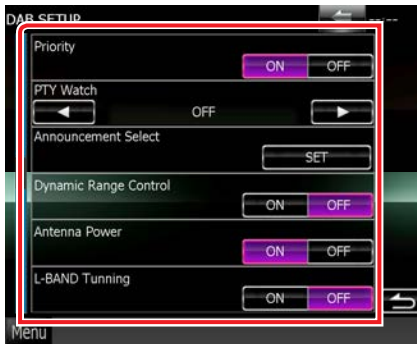 DAB SETUP
Priority
ON OFF
PTY Watch
OFF
Announcement Select
SET
Dynamic Range Control
ON OFF
Antenna Power
ON OFF
L-BAND Tunning
ON OFF
Menu